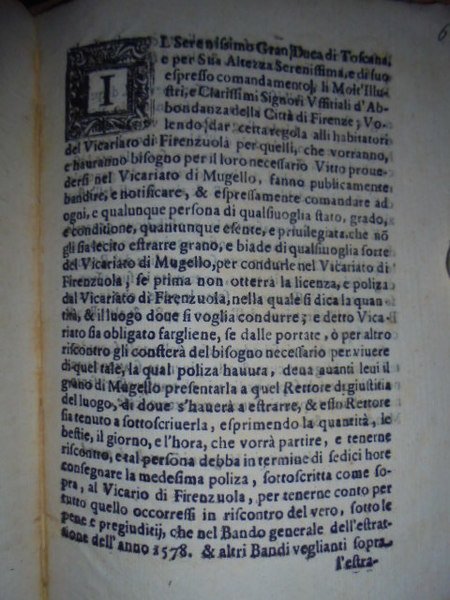 6
IL Serenissimo Gran Duca di Toscana,
e per Sua Altezza Serenissima, e di suo
espresso comandamento, li Molt'Illu-
stri, e Clarissimi Signori Vffitiali d'Ab-
bondanza della Città di Firenze; Vo-
lendo dar certa regola alli habitatori
del Vicariato di Firenzuola per quelli, che vorranno,
e hauranno bisogno per il loro necessario Vitto proue-
dersi nel Vicariato di Mugello, fanno publicamente
bandire, e notificare, & espressamente comandare ad
ogni, e qualunque persona di qualsiuoglia stato, grado,
e conditione, quantunque esente, e priuilegiata, che nõ
gli sia lecito estrarre grano, e biade di qualsiuoglia sorte
del Vicariato di Mugello, per condurle nel Vicariato di
Firenzuola, se prima non otterrà licenza, e poliza
dal Vicariato di Firenzuola, nella quale si dica la quan-
tità, & il luogo doue si voglia condurre; e detto Vica-
riato sia obligato fargliene, se dalle portate, ò per altro
riscontro gli consterà del bisogno necessario per viuere
di quel tale, la qual poliza hauuta, deua auanti leui il
grano di Mugello presentarla a quel Rettore di giustitia
del luogo, di doue s'hauerà a estrarre, & esso Rettore
sia tenuto a sottoscriuerla, esprimendo la quantità, le
bestie, il giorno, e l'hora, che vorrà partire, e tenerne
riscontro, e tal persona debba in termine di sedici hore
consegnare la medesima poliza, sottoscritta come so-
pra, al Vicario di Firenzuola, per tenerne conto per
tutto quello occorressi in riscontro del vero, sotto le
pene e pregiuditij, che nel Bando generale dell'estrat-
tione dell'anno 1578. & altri Bandi veglianti sopra
l'estra-